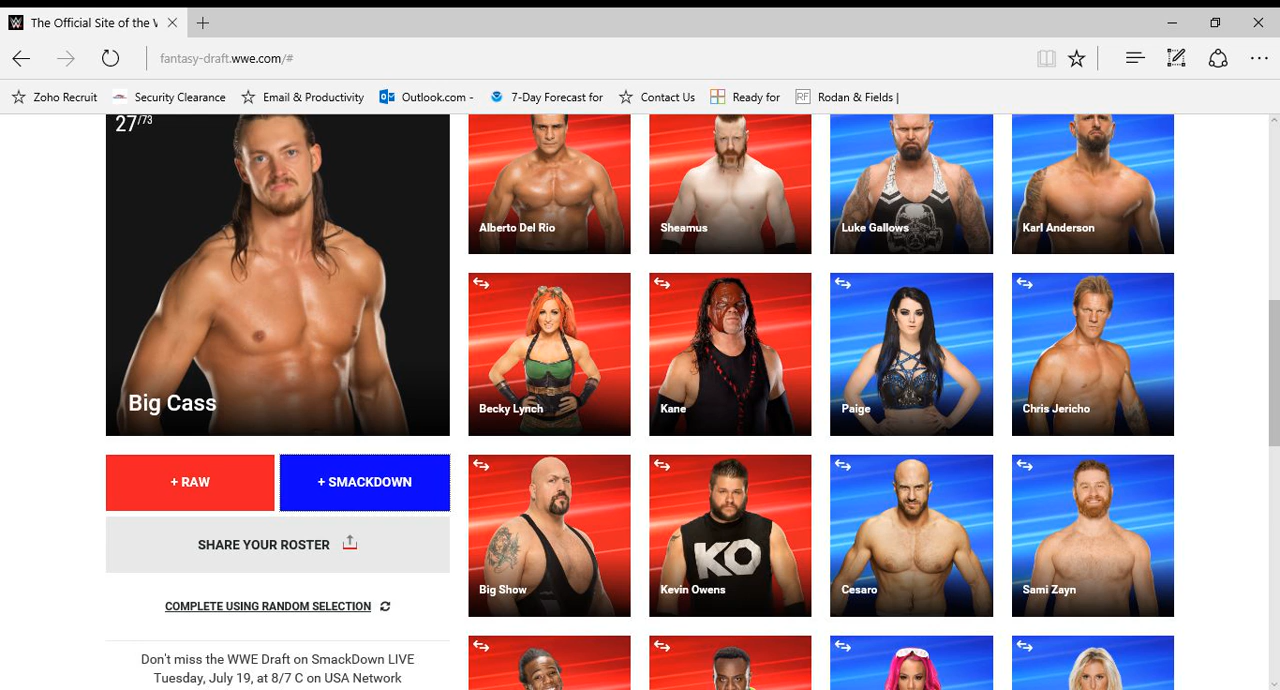 The Official Site of the W
fantasy-draft.wwe.com/#
Zoho Recruit Security Clearance Email & Productivity Outlook.com - 7-Day Forecast for Contact Us Ready for RF Rodan & Fields |
27/73
Alberto Del Rio Sheamus Luke Gallows Karl Anderson
Big Cass
Becky Lynch Kane Paige Chris Jericho
+ RAW + SMACKDOWN
SHARE YOUR ROSTER
KO
Big Show Kevin Owens Cesaro Sami Zayn
COMPLETE USING RANDOM SELECTION
Don't miss the WWE Draft on SmackDown LIVE
Tuesday, July 19, at 8/7 C on USA Network